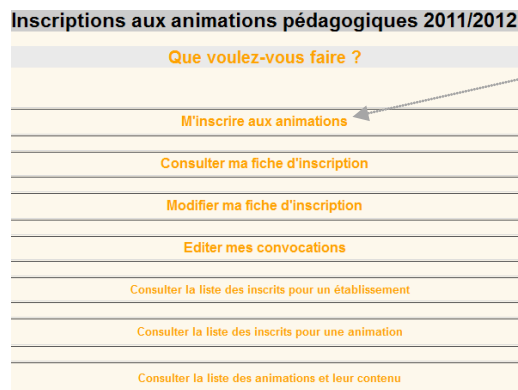 Inscriptions aux animations pédagogiques 2011/2012
Que voulez-vous faire ?
M'inscrire aux animations
Consulter ma fiche d'inscription
Modifier ma fiche d'inscription
Editer mes convocations
Consulter la liste des inscrits pour un établissement
Consulter la liste des inscrits pour une animation
Consulter la liste des animations et leur contenu